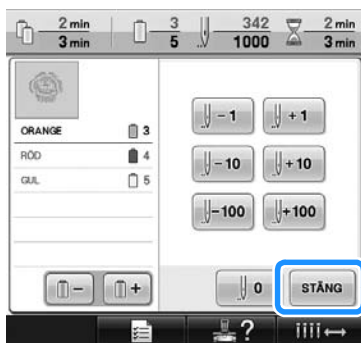 2 min 3 342 2 min
3 min 5 1000 3 min
ORANGE 3
RÖD 4
GUL 5
-1 +1
-10 +10
-100 +100
- + 0 STÄNG
?